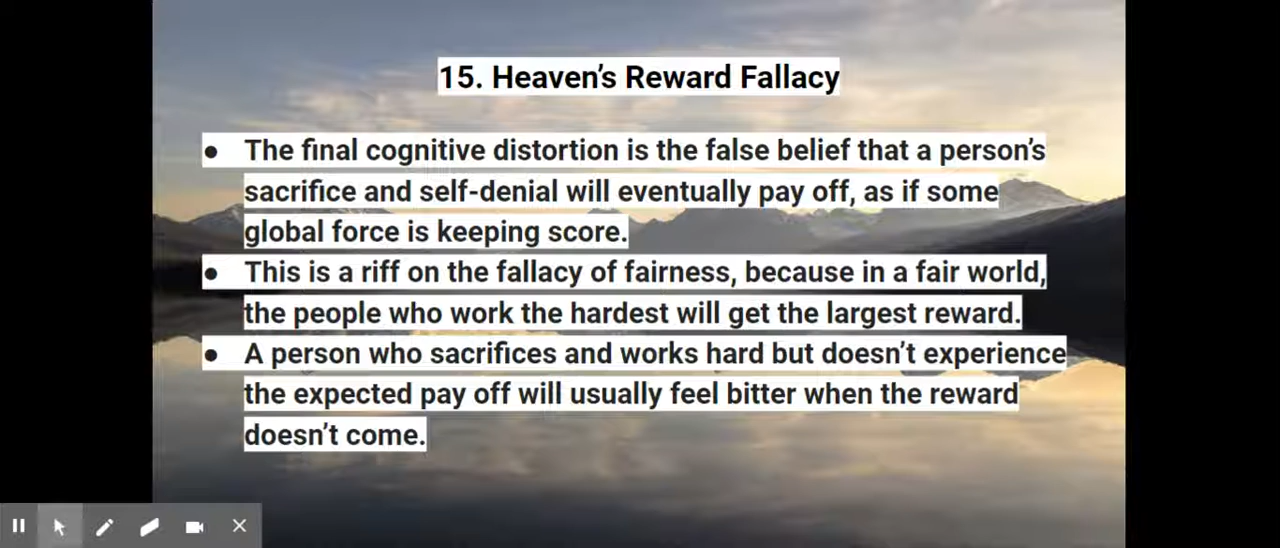 15. Heaven’s Reward Fallacy
● The final cognitive distortion is the false belief that a person’s
sacrifice and self-denial will eventually pay off, as if some
global force is keeping score.
● This is a riff on the fallacy of fairness, because in a fair world,
the people who work the hardest will get the largest reward.
● A person who sacrifices and works hard but doesn’t experience
the expected pay off will usually feel bitter when the reward
doesn’t come.